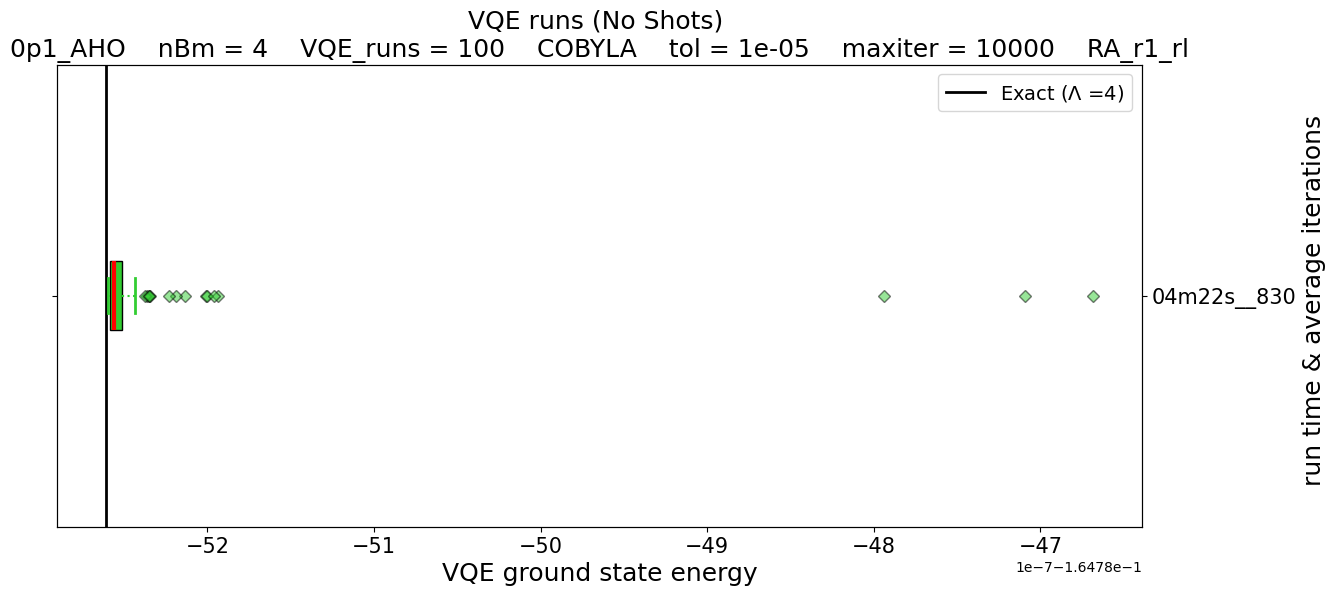 VQE runs (No Shots)
0p1_AHO nBm = 4 VQE_runs = 100 COBYLA tol = 1e-05 maxiter = 10000 RA_r1_rl
Exact (Λ =4)
04m22s__830
run time & average iterations
−52 −51 −50 −49 −48 −47
1e-7−1.6478e−1
VQE ground state energy